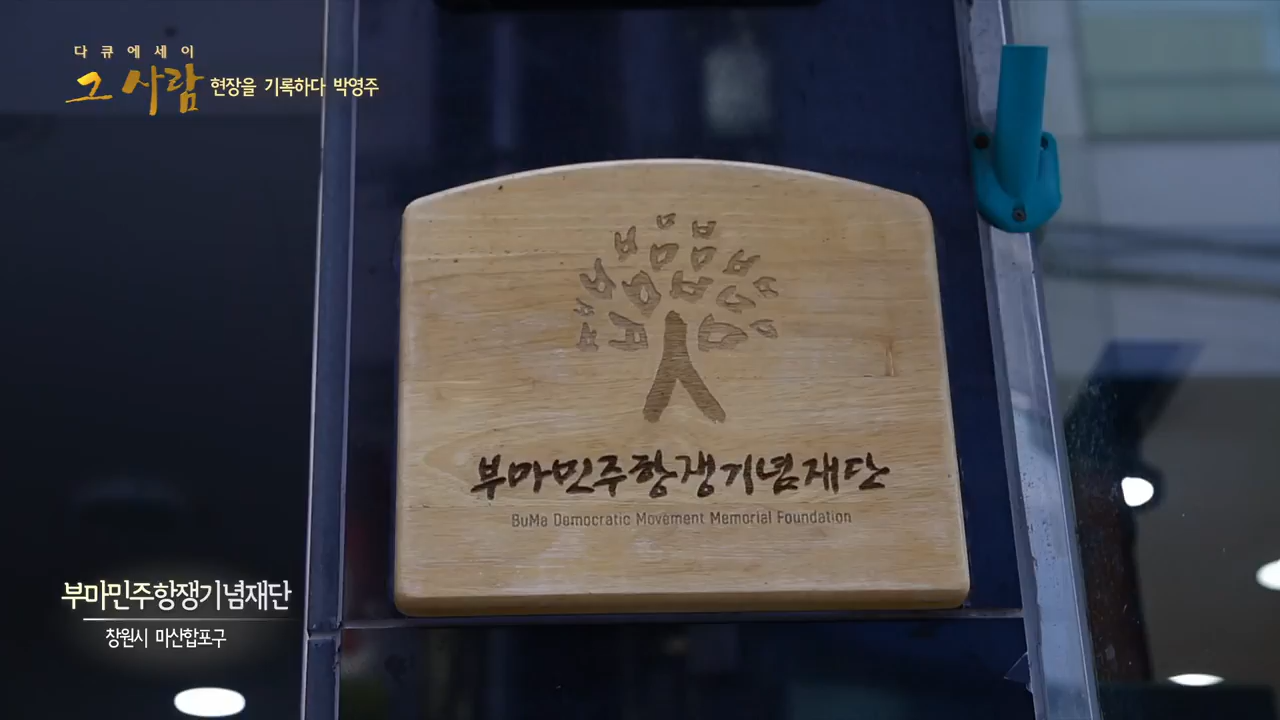 다큐에세이
그 사람 현장을 기록하다 박영주
부마민주항쟁기념재단
BuMa Democratic Movement Memorial Foundation
부마민주항쟁기념재단
창원시 마산합포구